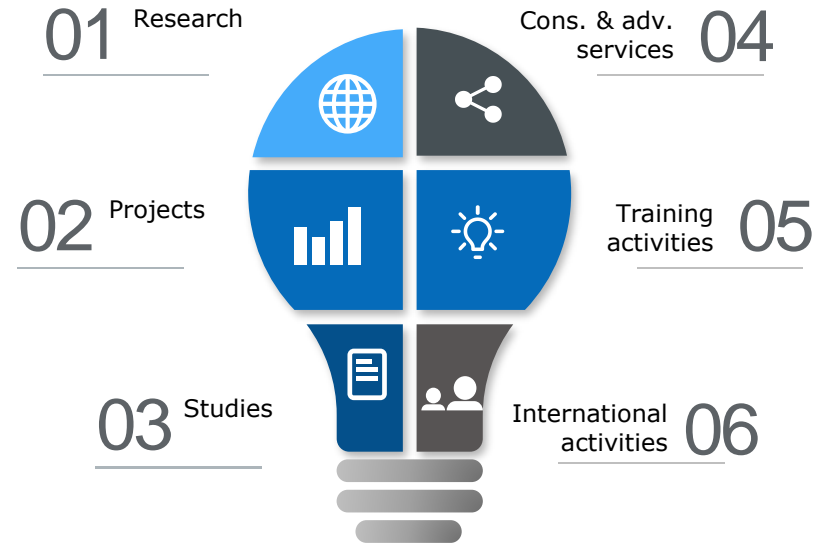 01 Research
02 Projects
03 Studies
Cons. & adv.
services 04
Training
activities 05
International
activities 06